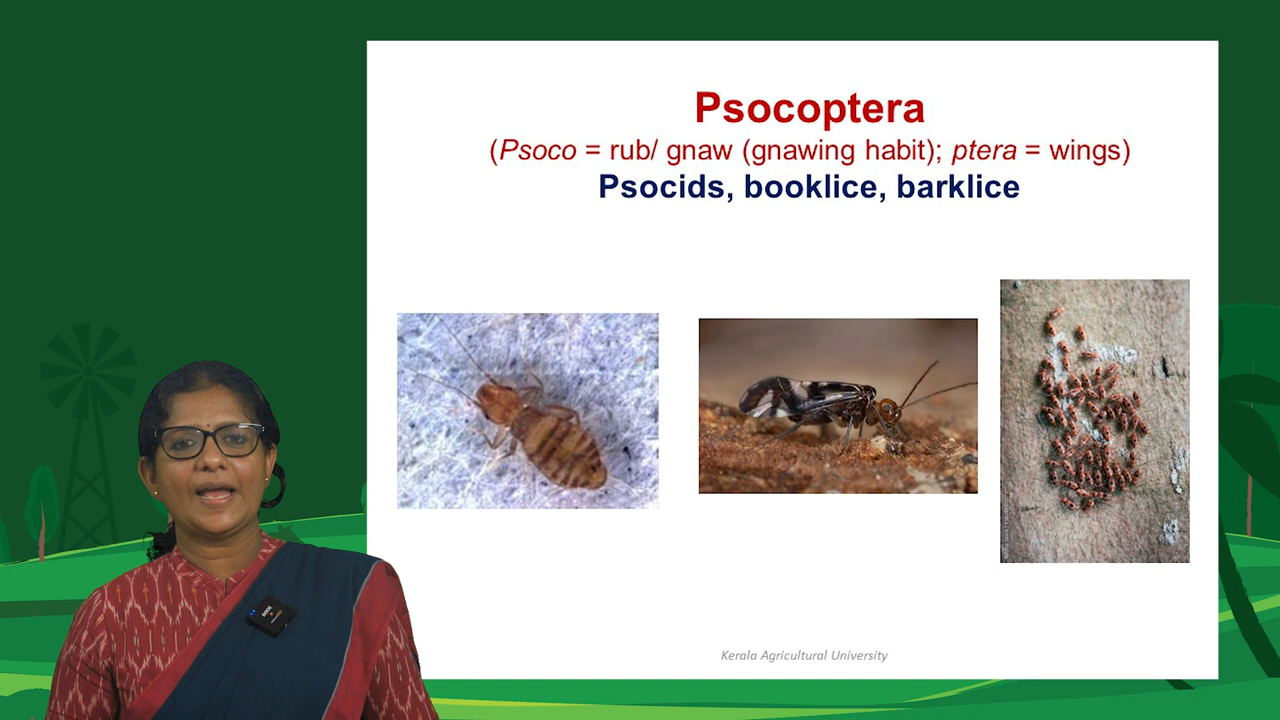 Psocoptera
(Psoco = rub/ gnaw (gnawing habit); ptera = wings)
Psocids, booklice, barklice
Kerala Agricultural University